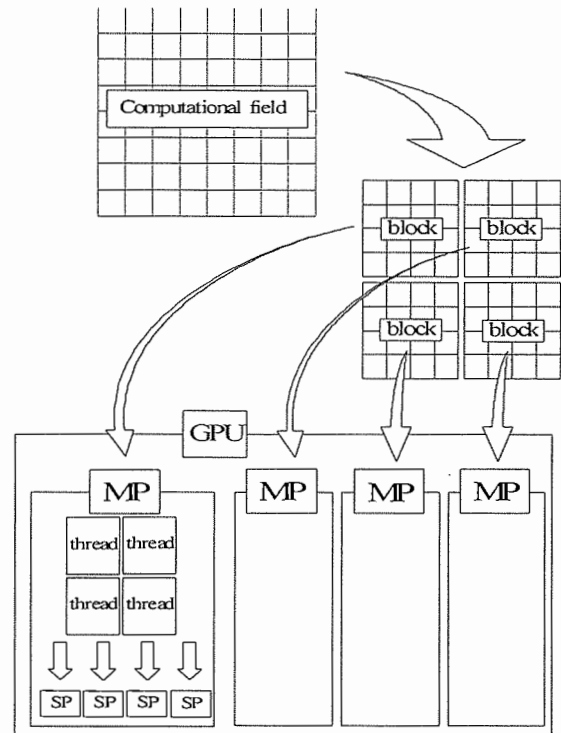 Computational field
block
block
block
block
GPU
MP
MP
MP
MP
thread
thread
thread
thread
SP
SP
SP
SP